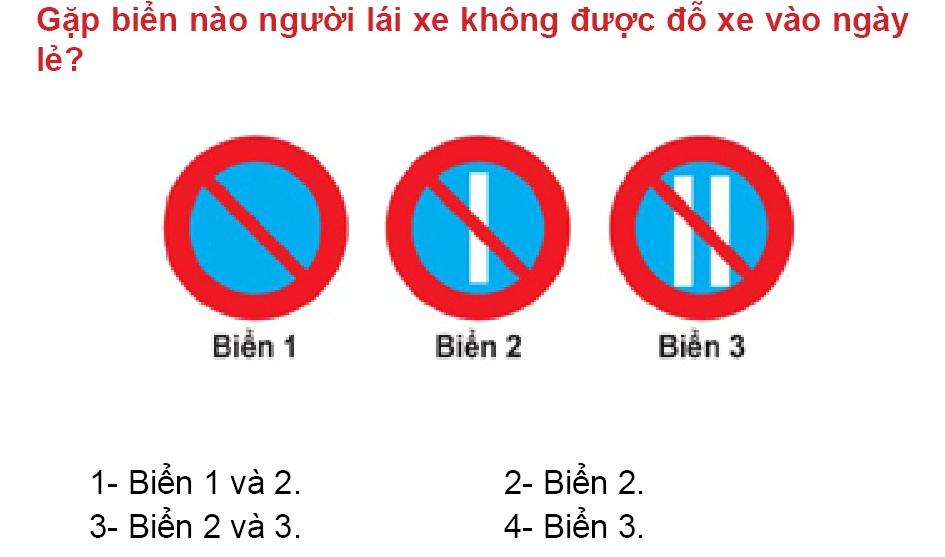 Gặp biển nào người lái xe không được đỗ xe vào ngày
lẻ?
Biển 1 Biển 2 Biển 3
1- Biển 1 và 2. 2- Biển 2.
3- Biển 2 và 3. 4- Biển 3.